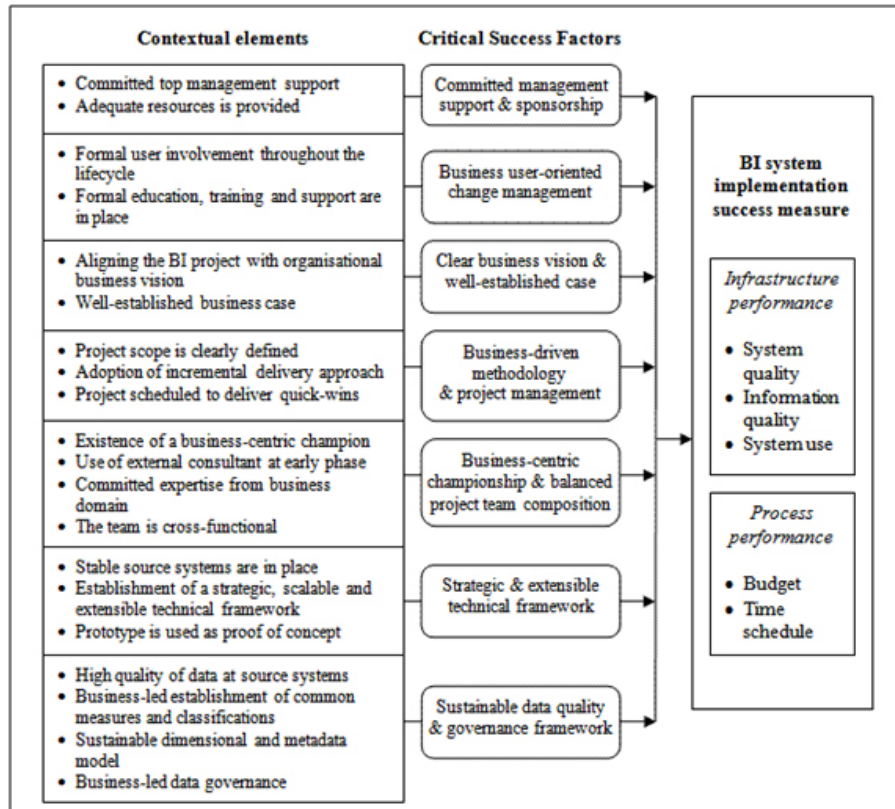 Contextual elements
Critical Success Factors
• Committed top management support
• Adequate resources is provided
Committed management
support & sponsorship
• Formal user involvement throughout the
lifecycle
• Formal education, training and support are
in place
Business user-oriented
change management
• Aligning the BI project with organisational
business vision
• Well-established business case
Clear business vision &
well-established case
• Project scope is clearly defined
• Adoption of incremental delivery approach
• Project scheduled to deliver quick-wins
Business-driven
methodology
& project management
• Existence of a business-centric champion
• Use of external consultant at early phase
• Committed expertise from business
domain
• The team is cross-functional
Business-centric
championship & balanced
project team composition
• Stable source systems are in place
• Establishment of a strategic, scalable and
extensible technical framework
• Prototype is used as proof of concept
Strategic & extensible
technical framework
• High quality of data at source systems
• Business-led establishment of common
measures and classifications
• Sustainable dimensional and metadata
model
• Business-led data governance
Sustainable data quality
& governance framework
BI system
implementation
success measure
Infrastructure
performance
• System
quality
• Information
quality
• System use
Process
performance
• Budget
• Time
schedule